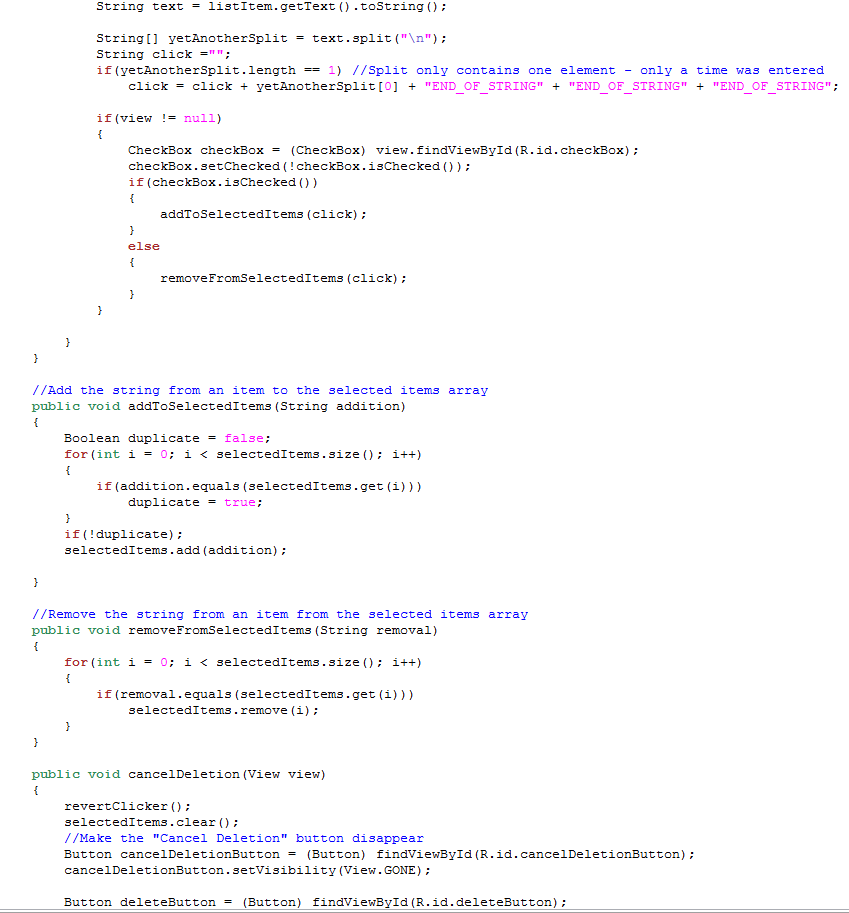 String text = listItem.getText().toString();
String[] yetAnotherSplit = text.split("\n");
String click ="";
if(yetAnotherSplit.length == 1) //Split only contains one element - only a time was entered
click = click + yetAnotherSplit[0] + "END_OF_STRING" + "END_OF_STRING" + "END_OF_STRING";
if(view != null)
{
CheckBox checkBox = (CheckBox) view.findViewById(R.id.checkBox);
checkBox.setChecked(!checkBox.isChecked());
if(checkBox.isChecked())
{
addToSelectedItems(click);
}
else
{
removeFromSelectedItems(click);
}
}
}
}
//Add the string from an item to the selected items array
public void addToSelectedItems(String addition)
{
Boolean duplicate = false;
for(int i = 0; i < selectedItems.size(); i++)
{
if(addition.equals(selectedItems.get(i)))
duplicate = true;
}
if(!duplicate);
selectedItems.add(addition);
}
//Remove the string from an item from the selected items array
public void removeFromSelectedItems(String removal)
{
for(int i = 0; i < selectedItems.size(); i++)
{
if(removal.equals(selectedItems.get(i)))
selectedItems.remove(i);
}
}
public void cancelDeletion(View view)
{
revertClicker();
selectedItems.clear();
//Make the "Cancel Deletion" button disappear
Button cancelDeletionButton = (Button) findViewById(R.id.cancelDeletionButton);
cancelDeletionButton.setVisibility(View.GONE);
Button deleteButton = (Button) findViewById(R.id.deleteButton);